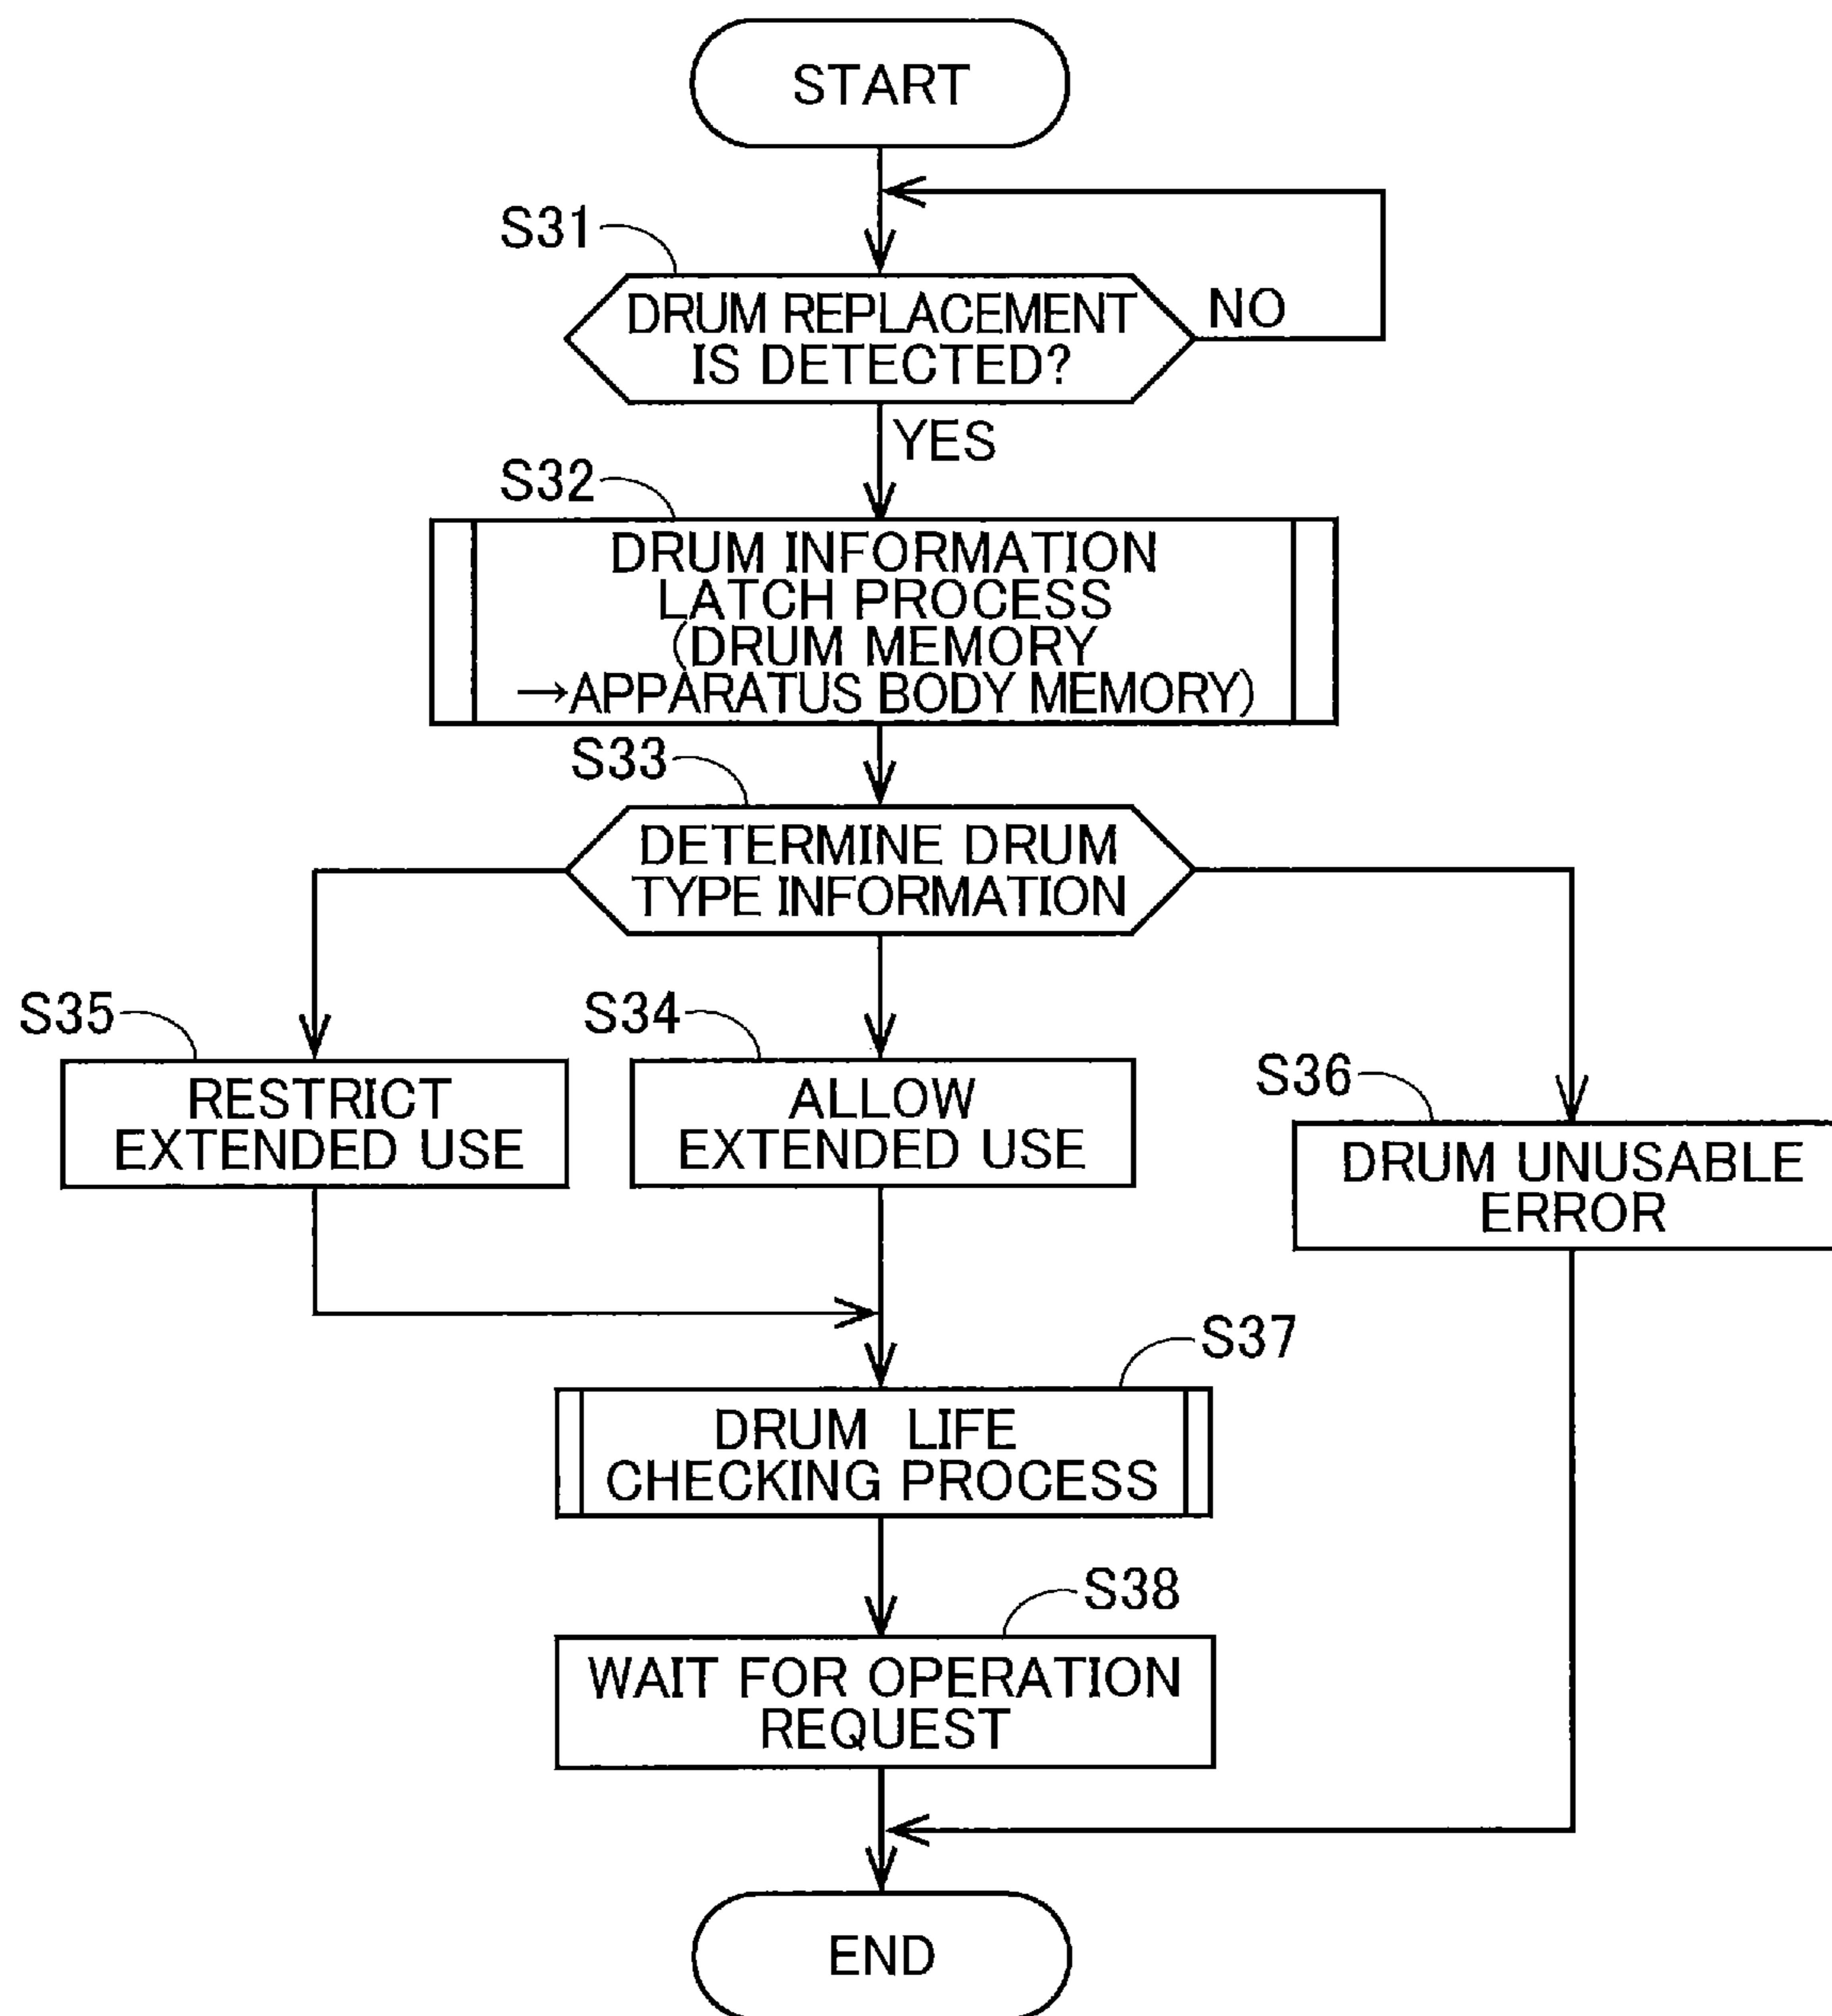 START
S31
DRUM REPLACEMENT
IS DETECTED?
NO
YES
S32
DRUM INFORMATION
LATCH PROCESS
(DRUM MEMORY
→APPARATUS BODY MEMORY)
S33
DETERMINE DRUM
TYPE INFORMATION
S35
RESTRICT
EXTENDED USE
S34
ALLOW
EXTENDED USE
S36
DRUM UNUSABLE
ERROR
S37
DRUM LIFE
CHECKING PROCESS
S38
WAIT FOR OPERATION
REQUEST
END